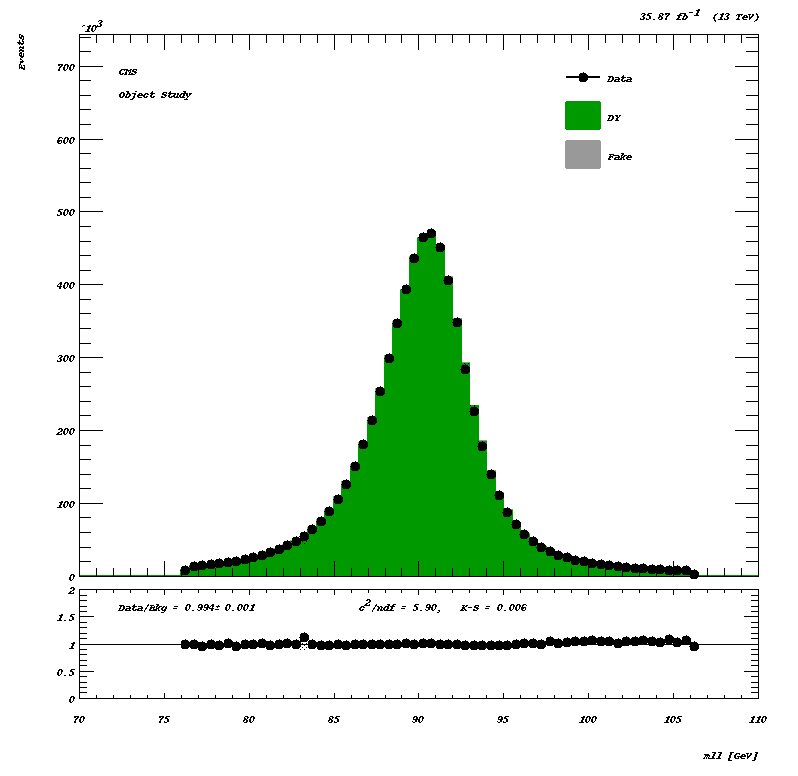 35.87 fb⁻¹ (13 TeV)
´10³
Events
CMS
Object Study
Data
DY
Fake
700
600
500
400
300
200
100
0
Data/Bkg = 0.994± 0.001 c²/ndf = 5.90, K-S = 0.006
2
1.5
1
0.5
0
70 75 80 85 90 95 100 105 110
mll [GeV]